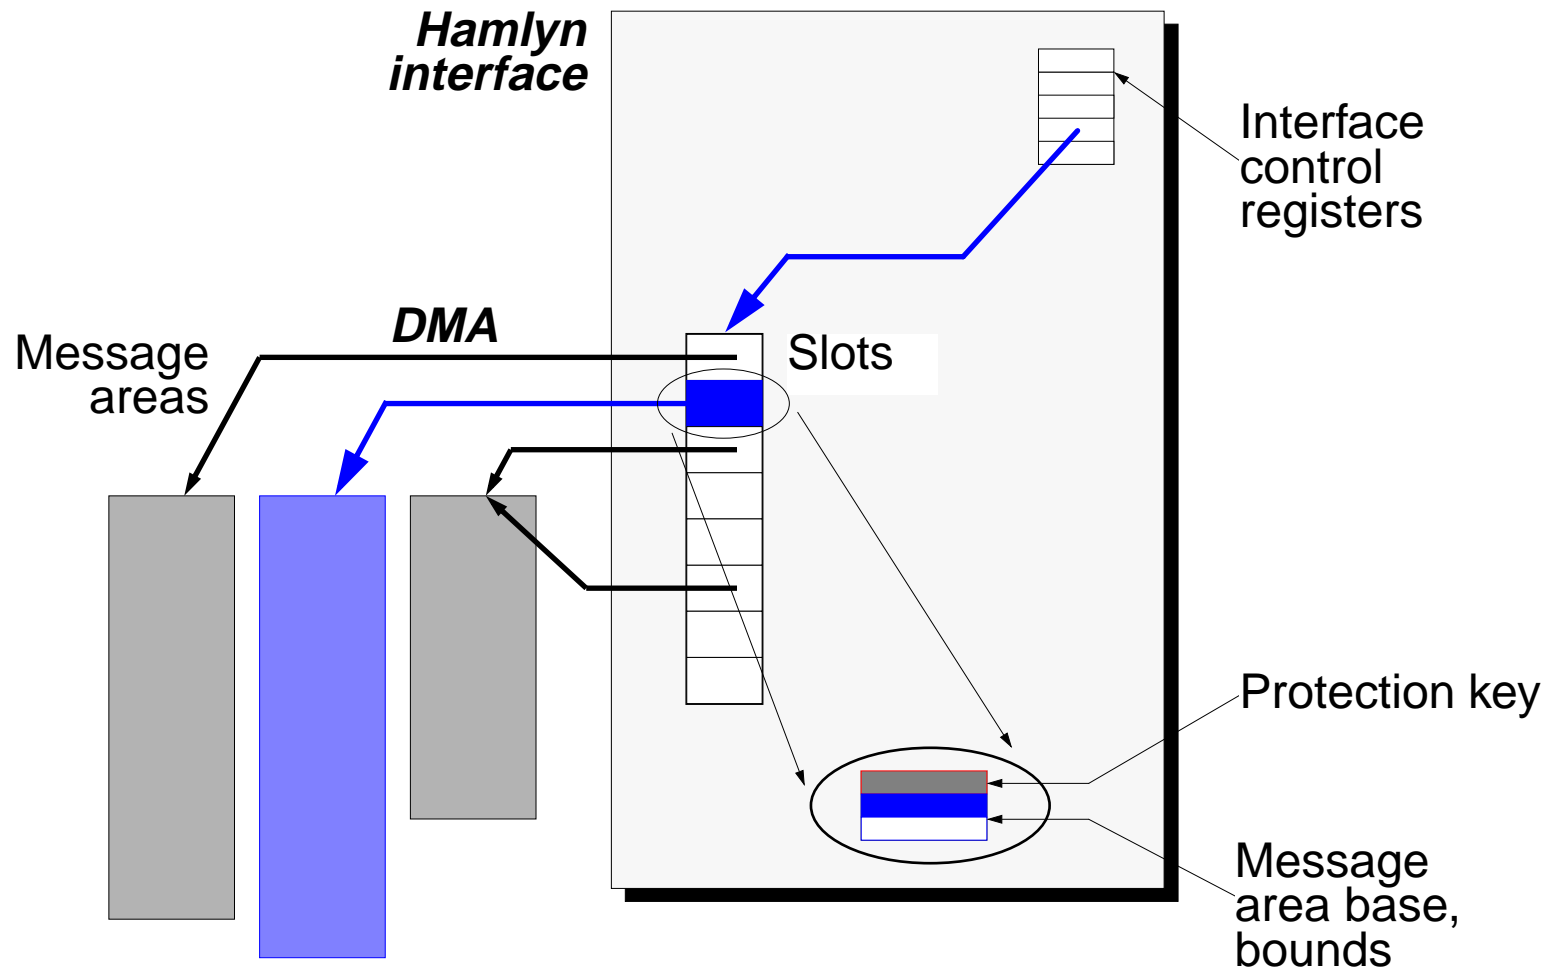 Hamlyn
interface
Interface
control
registers
DMA
Message
areas
Slots
Protection key
Message
area base,
bounds